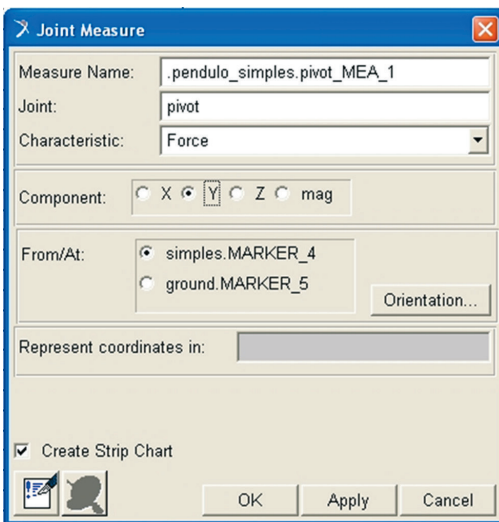 Joint Measure
Measure Name: .pendulo_simples.pivot_MEA_1
Joint: pivot
Characteristic: Force
Component: X Y Z mag
From/At: simples.MARKER_4
ground.MARKER_5
Orientation...
Represent coordinates in:
Create Strip Chart
OK Apply Cancel